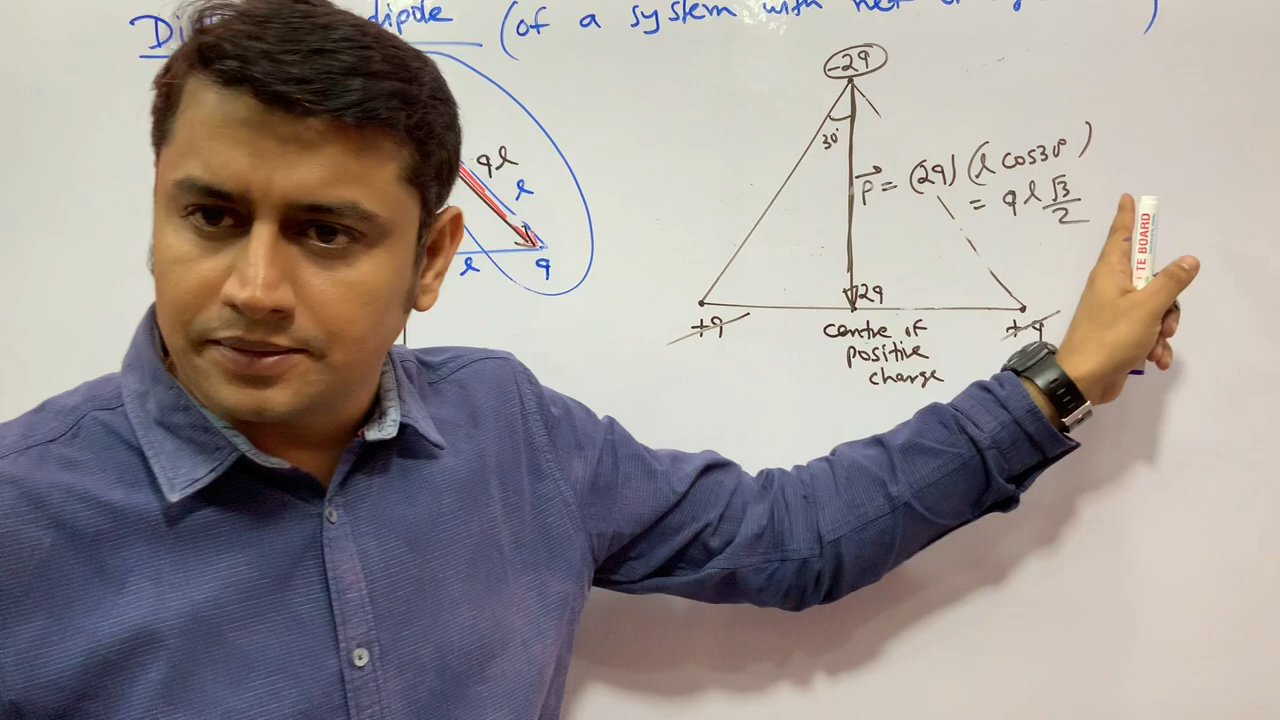 dipole (of a system with net
-2q
30°
ql
l
l
q
p⃗ = (2q) (l cos30°)
= ql √3/2
2q
+q
+q
centre of
positive
charge
TE BOARD